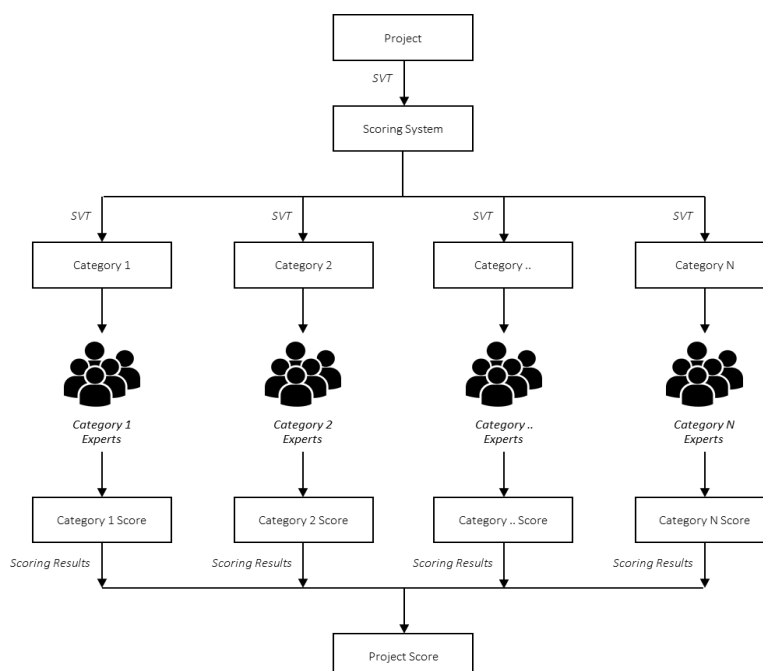 Project
SVT
Scoring System
SVT
SVT
SVT
SVT
Category 1
Category 2
Category ..
Category N
Category 1
Experts
Category 2
Experts
Category ..
Experts
Category N
Experts
Category 1 Score
Category 2 Score
Category .. Score
Category N Score
Scoring Results
Scoring Results
Scoring Results
Scoring Results
Project Score